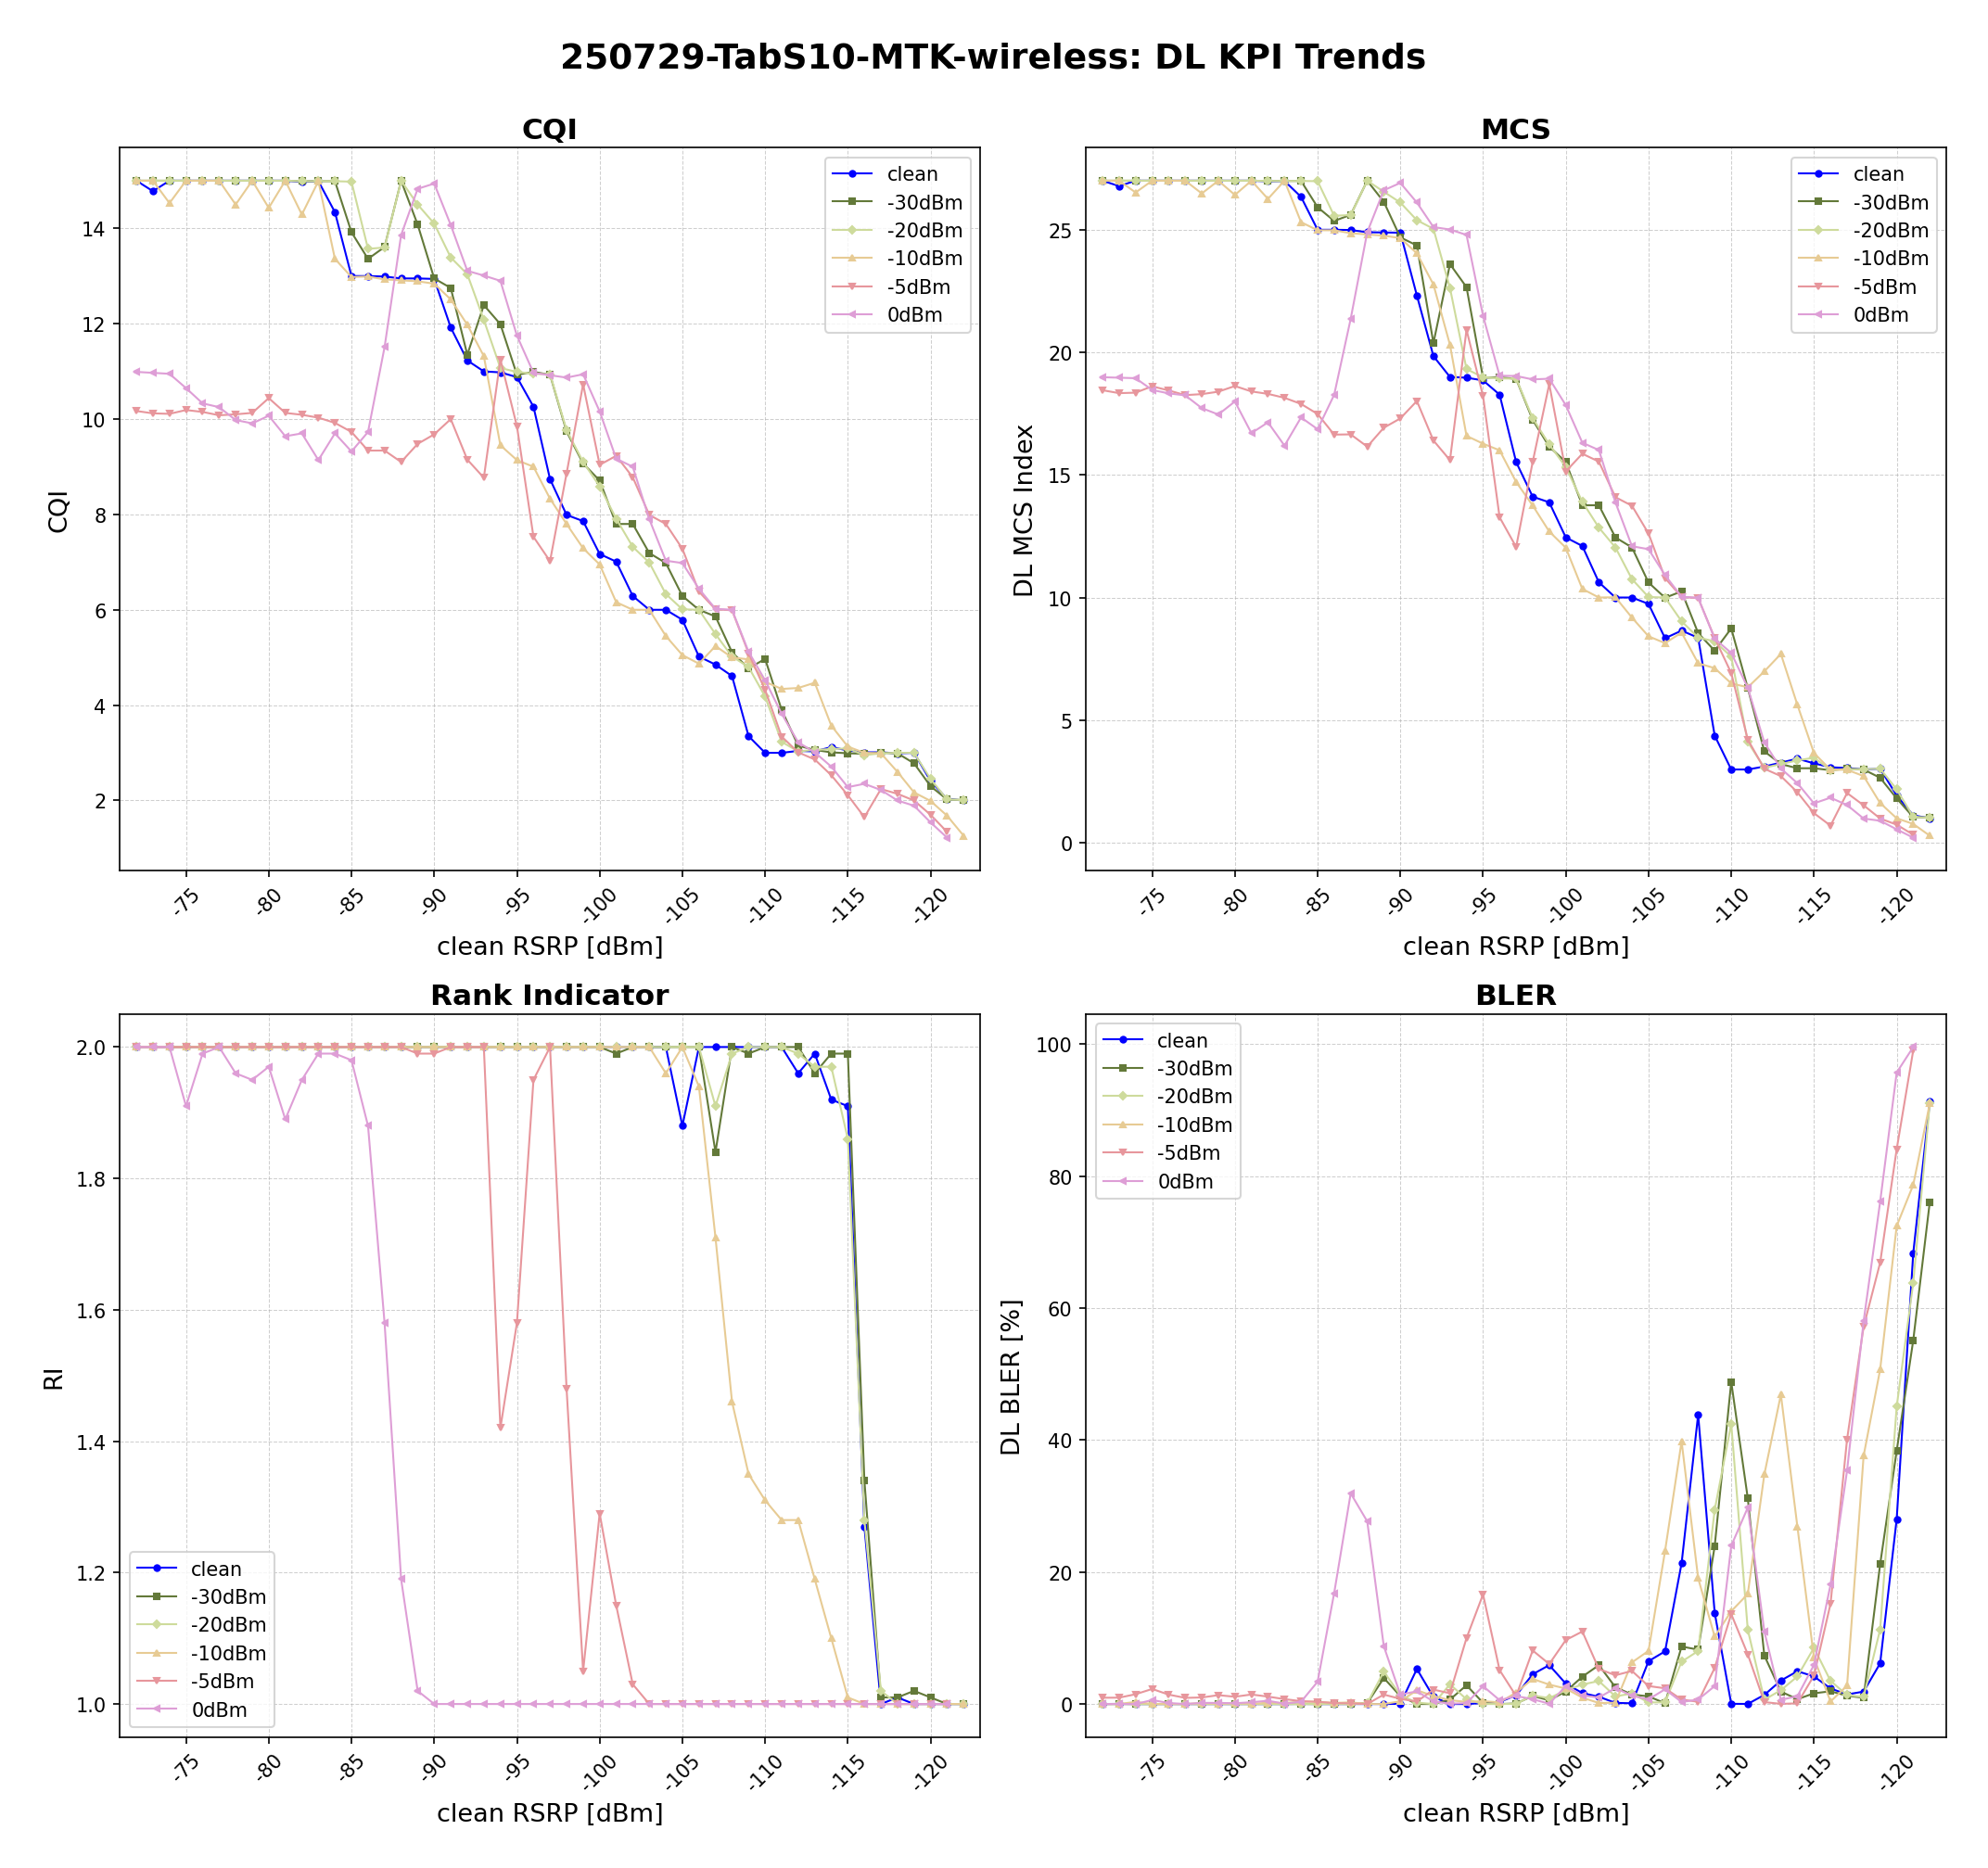 250729-TabS10-MTK-wireless: DL KPI Trends
CQI
CQI
14
12
10
8
6
4
2
clean
-30dBm
-20dBm
-10dBm
-5dBm
0dBm
-75
-80
-85
-90
-95
-100
-105
-110
-115
-120
clean RSRP [dBm]
MCS
DL MCS Index
25
20
15
10
5
0
clean
-30dBm
-20dBm
-10dBm
-5dBm
0dBm
-75
-80
-85
-90
-95
-100
-105
-110
-115
-120
clean RSRP [dBm]
Rank Indicator
RI
2.0
1.8
1.6
1.4
1.2
1.0
clean
-30dBm
-20dBm
-10dBm
-5dBm
0dBm
-75
-80
-85
-90
-95
-100
-105
-110
-115
-120
clean RSRP [dBm]
BLER
DL BLER [%]
100
80
60
40
20
0
clean
-30dBm
-20dBm
-10dBm
-5dBm
0dBm
-75
-80
-85
-90
-95
-100
-105
-110
-115
-120
clean RSRP [dBm]